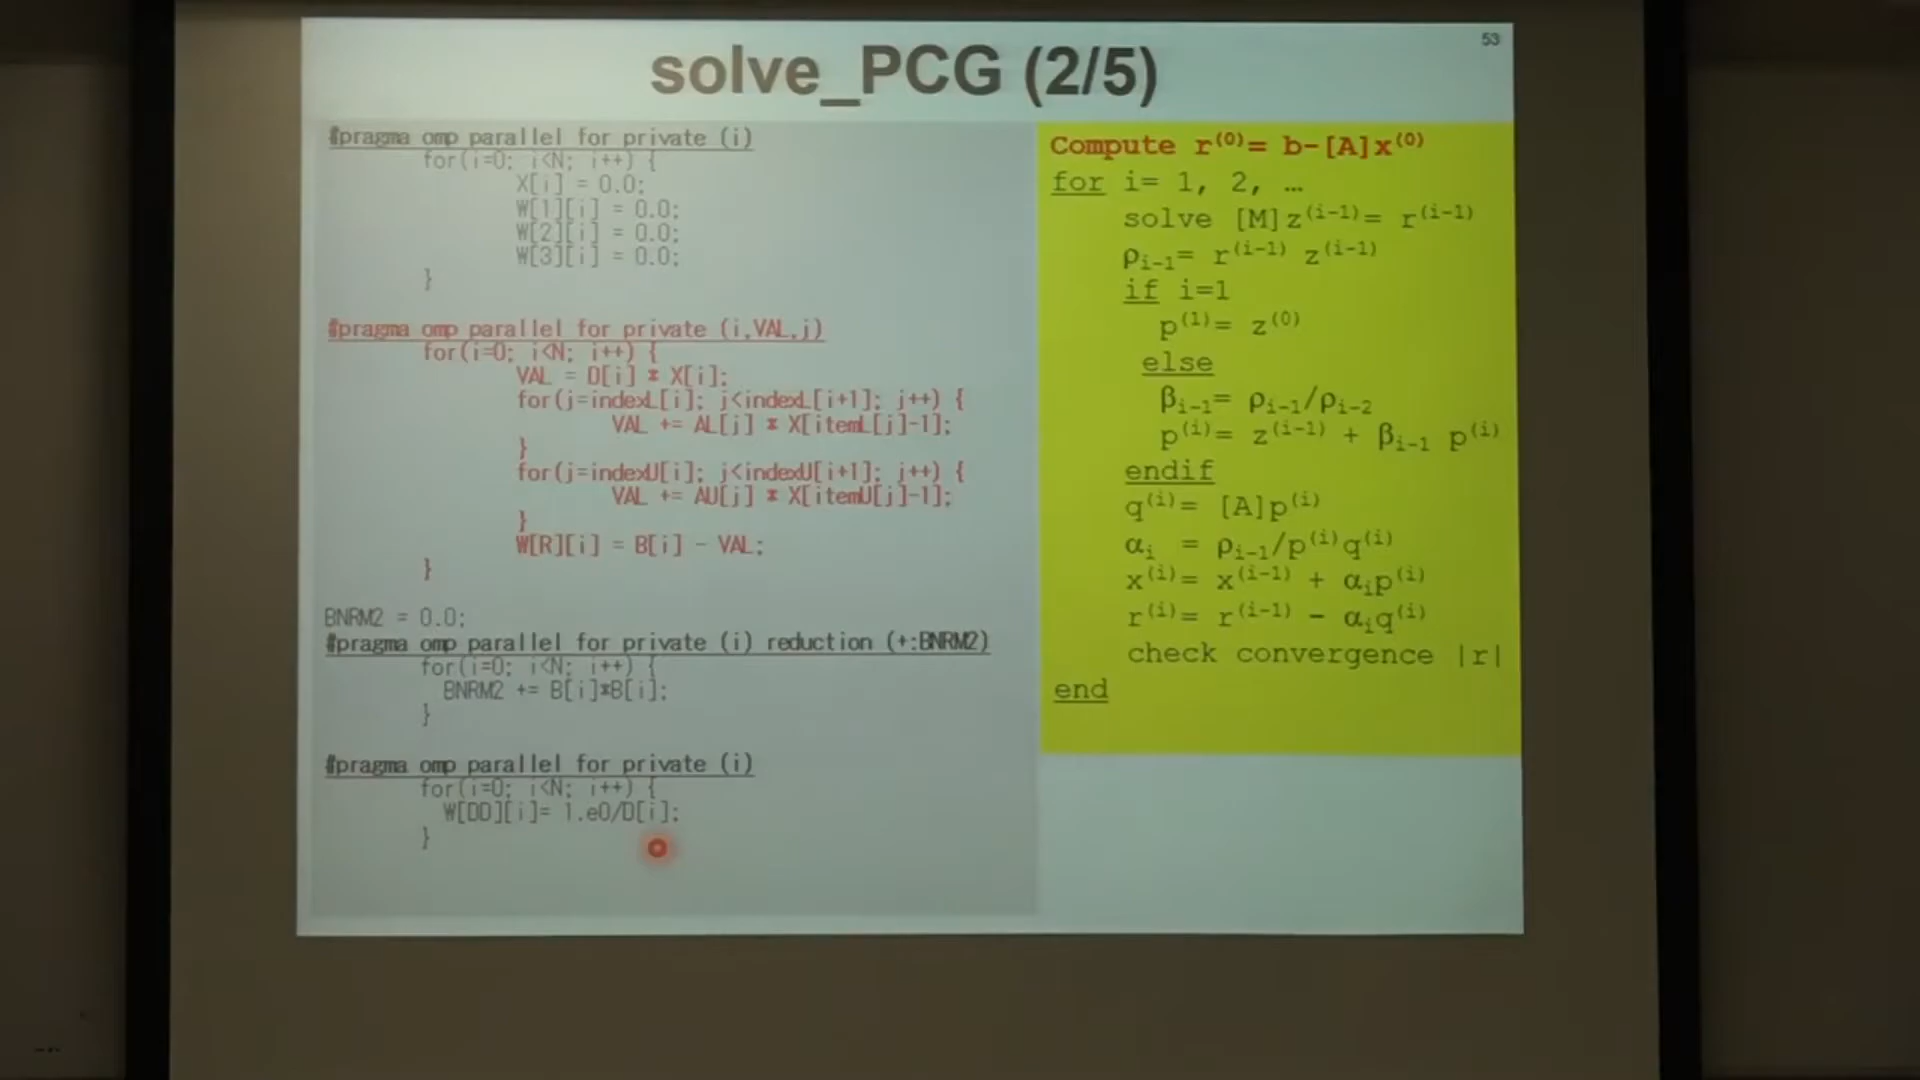 53
solve_PCG (2/5)
#pragma omp parallel for private (i)
for(i=0; i<N; i++) {
X[i] = 0.0;
W[1][i] = 0.0;
W[2][i] = 0.0;
W[3][i] = 0.0;
}
#pragma omp parallel for private (i,VAL,j)
for(i=0; i<N; i++) {
VAL = D[i] * X[i];
for(j=indexL[i]; j<indexL[i+1]; j++) {
VAL += AL[j] * X[itemL[j]-1];
}
for(j=indexU[i]; j<indexU[i+1]; j++) {
VAL += AU[j] * X[itemU[j]-1];
}
W[R][i] = B[i] - VAL;
}
BNRM2 = 0.0;
#pragma omp parallel for private (i) reduction (+:BNRM2)
for(i=0; i<N; i++) {
BNRM2 += B[i]*B[i];
}
#pragma omp parallel for private (i)
for(i=0; i<N; i++) {
W[DD][i]= 1.e0/D[i];
}
Compute r⁽⁰⁾= b-[A]x⁽⁰⁾
for i= 1, 2, …
solve [M]z⁽ⁱ⁻¹⁾= r⁽ⁱ⁻¹⁾
ρᵢ₋₁= r⁽ⁱ⁻¹⁾ z⁽ⁱ⁻¹⁾
if i=1
p⁽¹⁾= z⁽⁰⁾
else
βᵢ₋₁= ρᵢ₋₁/ρᵢ₋₂
p⁽ⁱ⁾= z⁽ⁱ⁻¹⁾ + βᵢ₋₁ p⁽ⁱ⁾
endif
q⁽ⁱ⁾= [A]p⁽ⁱ⁾
αᵢ = ρᵢ₋₁/p⁽ⁱ⁾q⁽ⁱ⁾
x⁽ⁱ⁾= x⁽ⁱ⁻¹⁾ + αᵢp⁽ⁱ⁾
r⁽ⁱ⁾= r⁽ⁱ⁻¹⁾ - αᵢq⁽ⁱ⁾
check convergence |r|
end